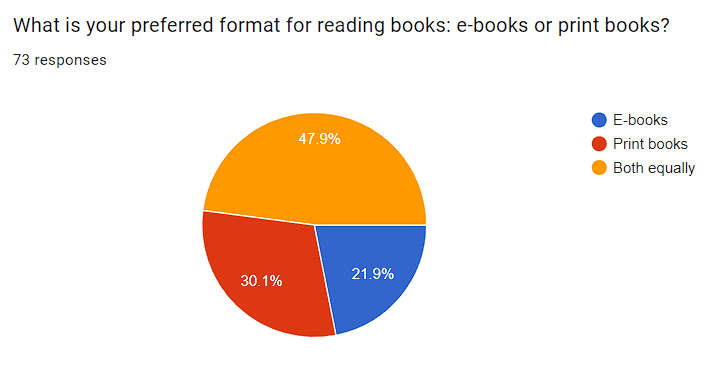 What is your preferred format for reading books: e-books or print books?
73 responses
47.9%
30.1%
21.9%
E-books
Print books
Both equally